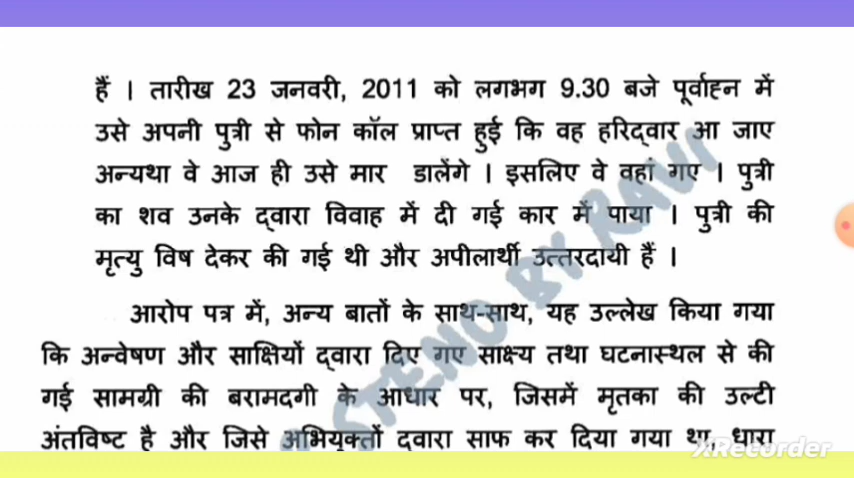 हैं । तारीख 23 जनवरी, 2011 को लगभग 9.30 बजे पूर्वाह्न में
उसे अपनी पुत्री से फोन कॉल प्राप्त हुई कि वह हरिद्वार आ जाए
अन्यथा वे आज ही उसे मार डालेंगे । इसलिए वे वहां गए । पुत्री
का शव उनके द्वारा विवाह में दी गई कार में पाया । पुत्री की
मृत्यु विष देकर की गई थी और अपीलार्थी उत्तरदायी हैं ।
आरोप पत्र में, अन्य बातों के साथ-साथ, यह उल्लेख किया गया
कि अन्वेषण और साक्षियों द्वारा दिए गए साक्ष्य तथा घटनास्थल से की
गई सामग्री की बरामदगी के आधार पर, जिसमें मृतका की उल्टी
अंतविष्ट है और जिसे अभियुक्तों द्वारा साफ कर दिया गया था, धारा
STENO BY RAVI
XRecorder